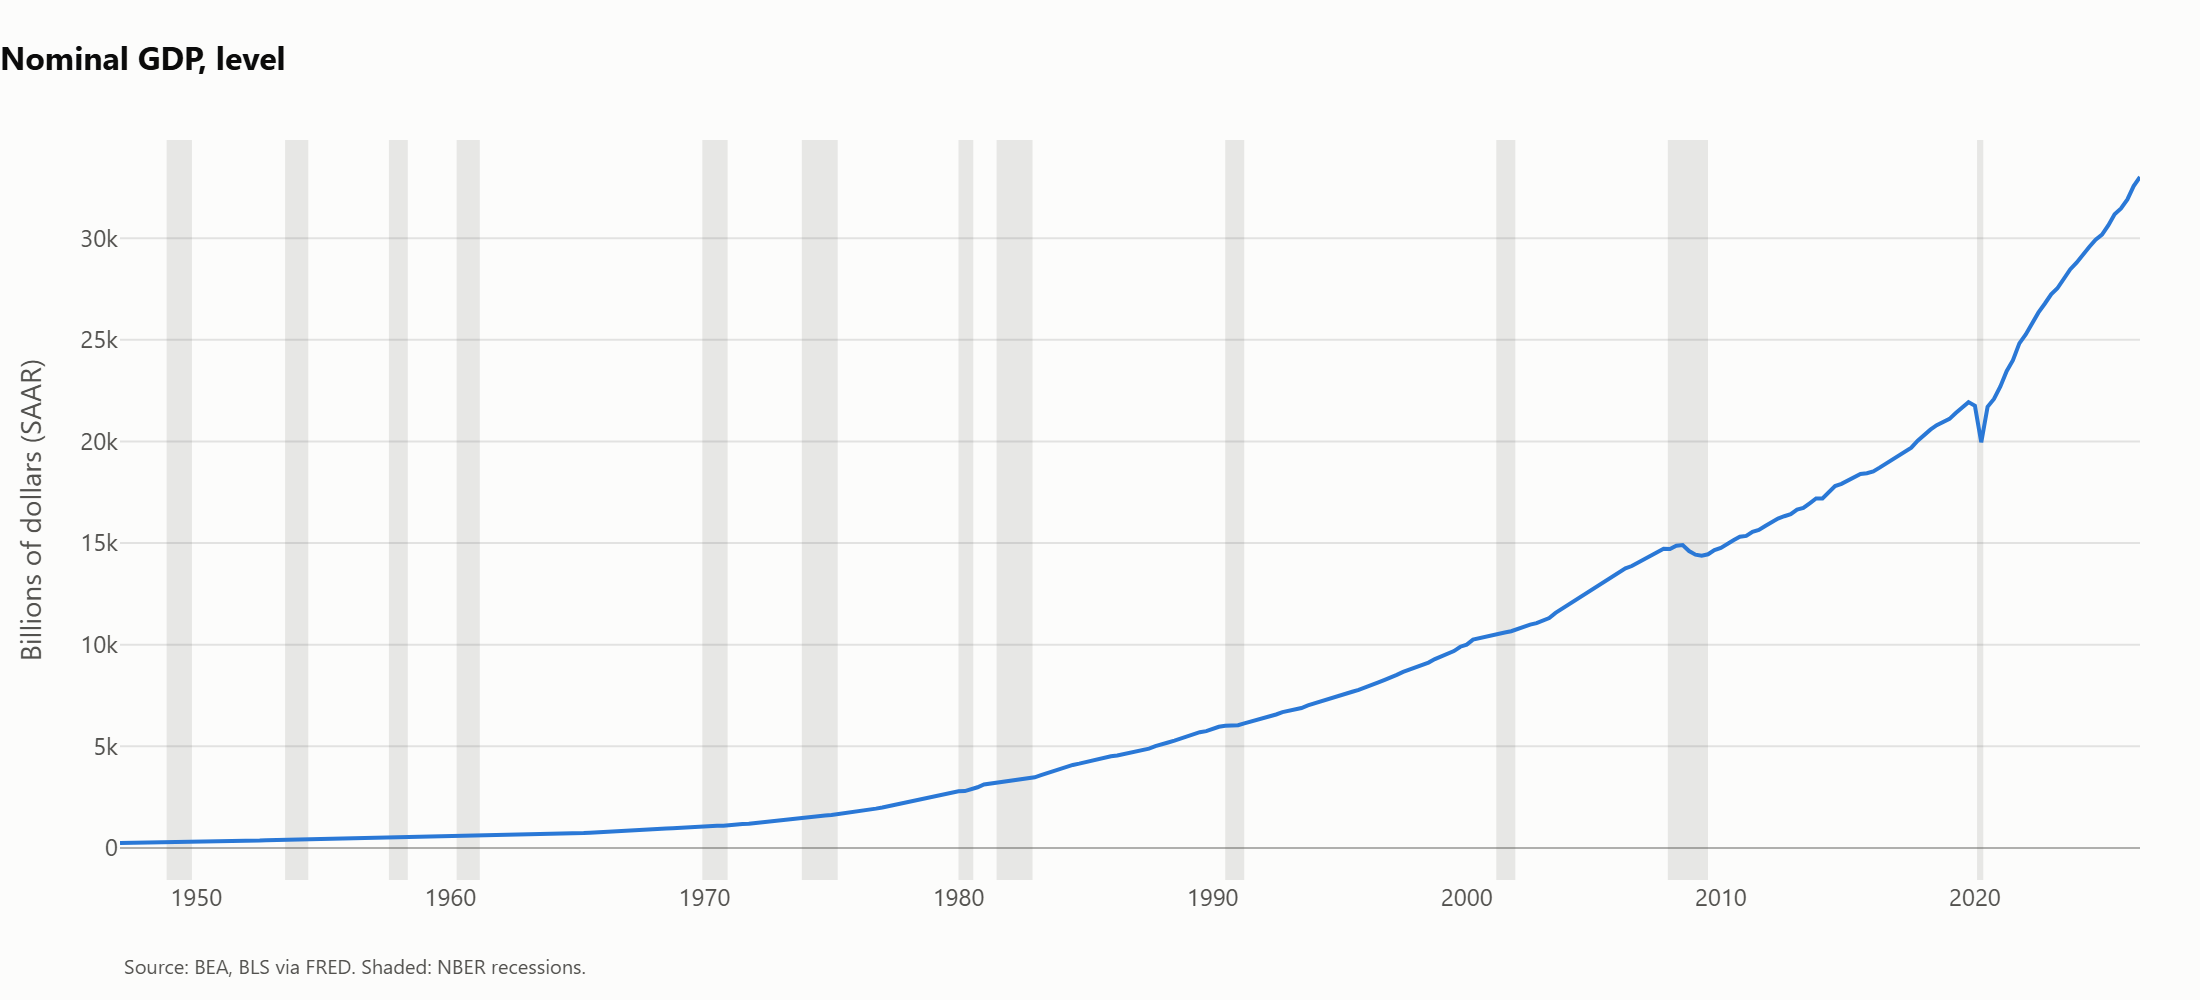 Nominal GDP, level
Billions of dollars (SAAR)
30k
25k
20k
15k
10k
5k
0
1950 1960 1970 1980 1990 2000 2010 2020
Source: BEA, BLS via FRED. Shaded: NBER recessions.